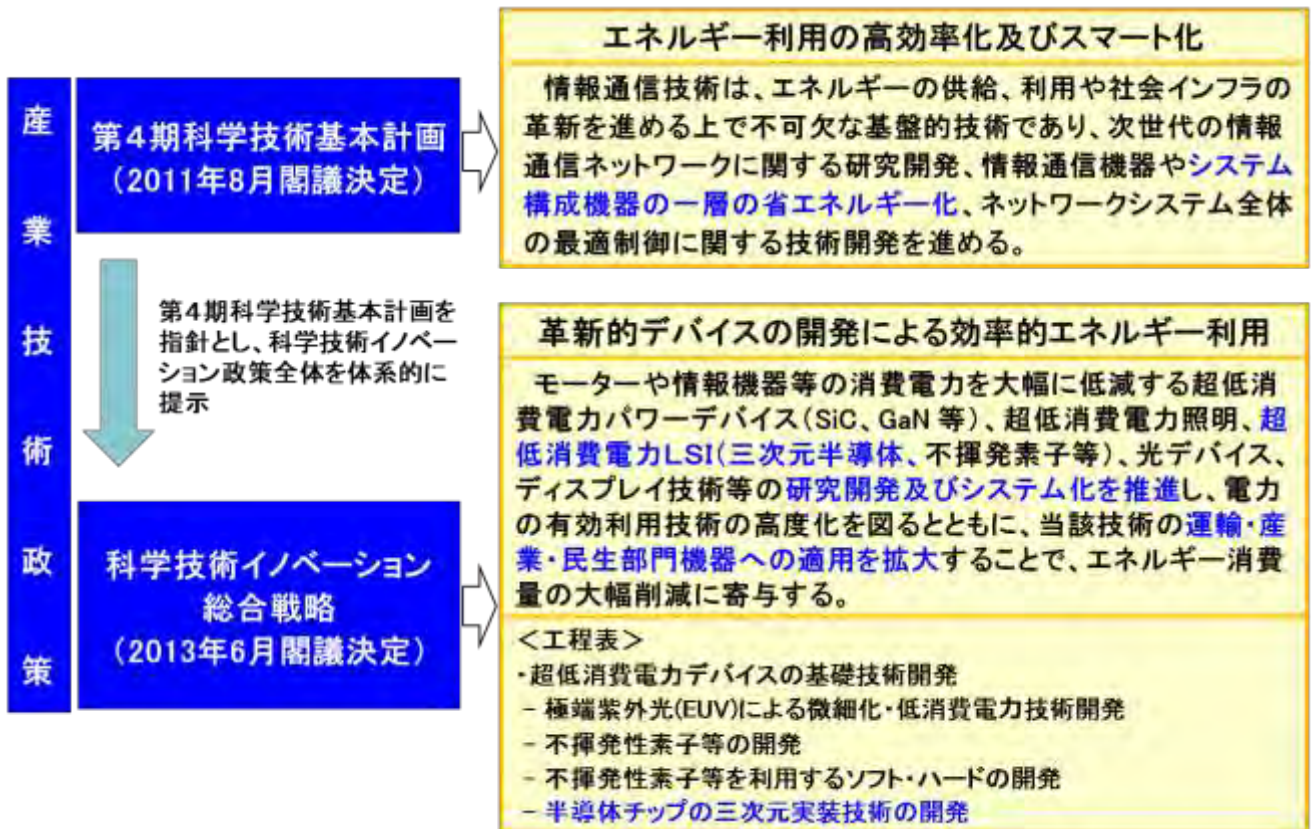 産業技術政策
第4期科学技術基本計画
(2011年8月閣議決定)
エネルギー利用の高効率化及びスマート化
情報通信技術は、エネルギーの供給、利用や社会インフラの
革新を進める上で不可欠な基盤的技術であり、次世代の情報
通信ネットワークに関する研究開発、情報通信機器やシステム
構成機器の一層の省エネルギー化、ネットワークシステム全体
の最適制御に関する技術開発を進める。
第4期科学技術基本計画を
指針とし、科学技術イノベー
ション政策全体を体系的に
提示
科学技術イノベーション
総合戦略
(2013年6月閣議決定)
革新的デバイスの開発による効率的エネルギー利用
モーターや情報機器等の消費電力を大幅に低減する超低消
費電力パワーデバイス(SiC、GaN 等)、超低消費電力照明、超
低消費電力LSI(三次元半導体、不揮発素子等)、光デバイス、
ディスプレイ技術等の研究開発及びシステム化を推進し、電力
の有効利用技術の高度化を図るとともに、当該技術の運輸・産
業・民生部門機器への適用を拡大することで、エネルギー消費
量の大幅削減に寄与する。
<工程表>
・超低消費電力デバイスの基礎技術開発
- 極端紫外光(EUV)による微細化・低消費電力技術開発
- 不揮発性素子等の開発
- 不揮発性素子等を利用するソフト・ハードの開発
- 半導体チップの三次元実装技術の開発